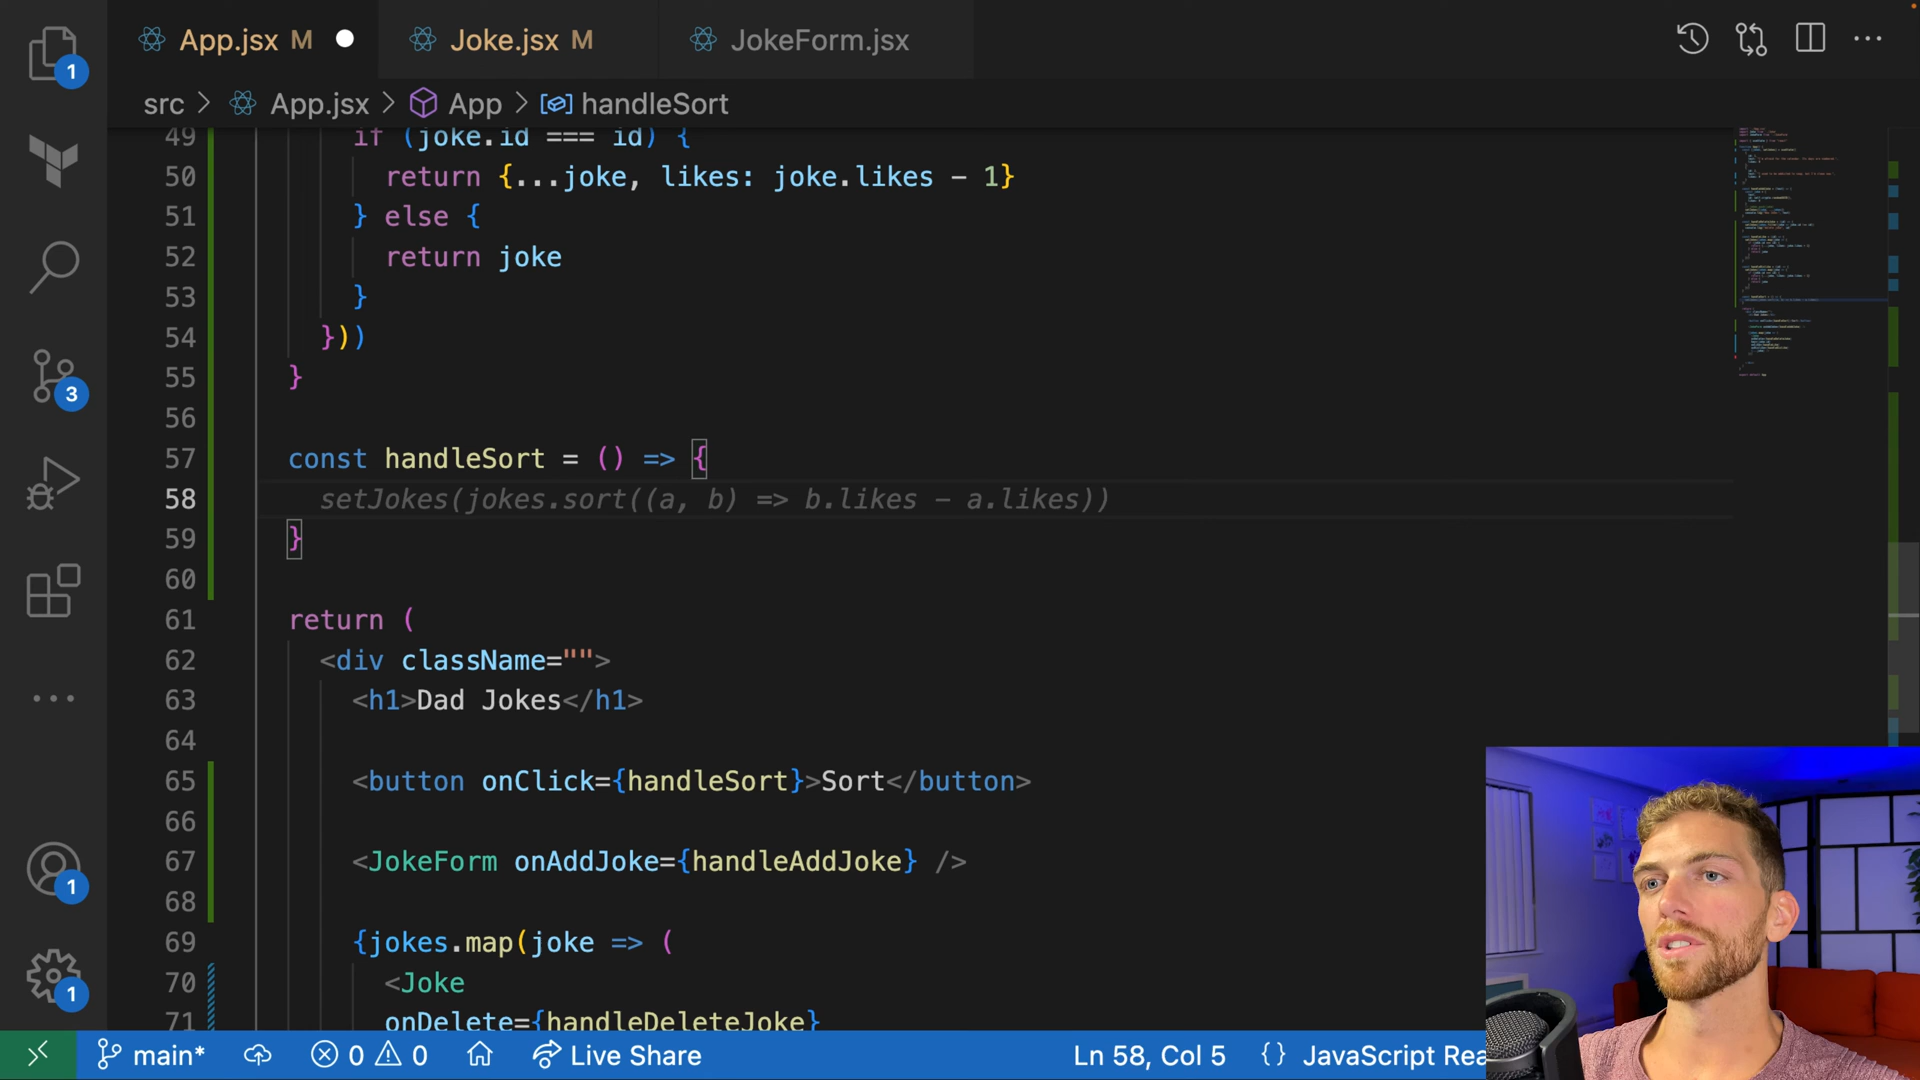 App.jsx M
Joke.jsx M
JokeForm.jsx
src > App.jsx > App > handleSort
49 if (joke.id === id) {
50 return {...joke, likes: joke.likes - 1}
51 } else {
52 return joke
53 }
54 }))
55 }
56
57 const handleSort = () => {
58 setJokes(jokes.sort((a, b) => b.likes - a.likes))
59 }
60
61 return (
62 <div className="">
63 <h1>Dad Jokes</h1>
64
65 <button onClick={handleSort}>Sort</button>
66
67 <JokeForm onAddJoke={handleAddJoke} />
68
69 {jokes.map(joke => (
70 <Joke
71 onDelete={handleDeleteJoke}
1
3
1
1
main* 0 0 Live Share Ln 58, Col 5 {} JavaScript Rea